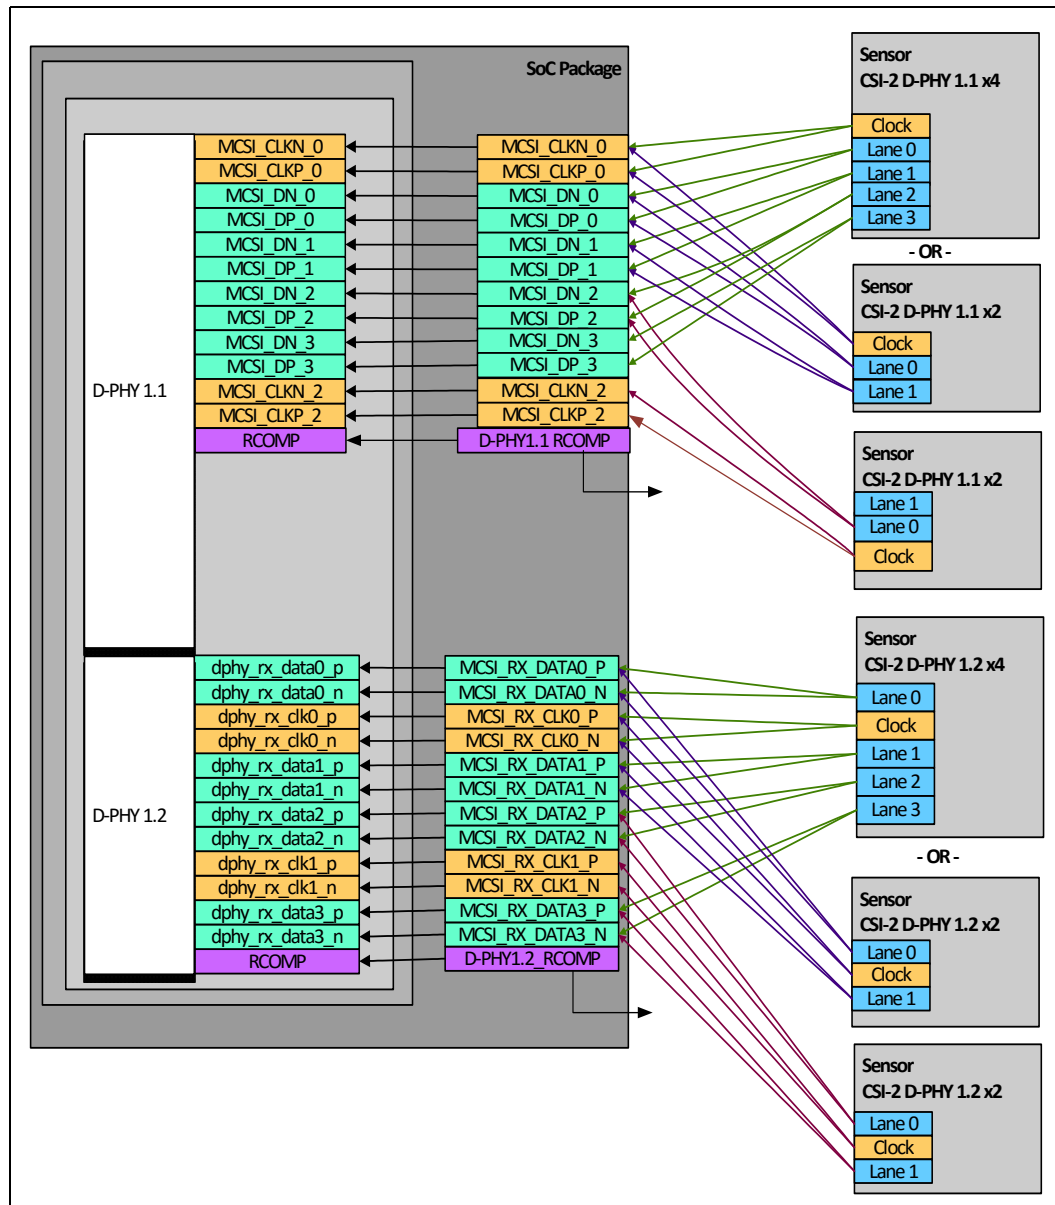 SoC Package
D-PHY 1.1
MCSI_CLKN_0
MCSI_CLKP_0
MCSI_DN_0
MCSI_DP_0
MCSI_DN_1
MCSI_DP_1
MCSI_DN_2
MCSI_DP_2
MCSI_DN_3
MCSI_DP_3
MCSI_CLKN_2
MCSI_CLKP_2
RCOMP
MCSI_CLKN_0
MCSI_CLKP_0
MCSI_DN_0
MCSI_DP_0
MCSI_DN_1
MCSI_DP_1
MCSI_DN_2
MCSI_DP_2
MCSI_DN_3
MCSI_DP_3
MCSI_CLKN_2
MCSI_CLKP_2
D-PHY1.1 RCOMP
D-PHY 1.2
dphy_rx_data0_p
dphy_rx_data0_n
dphy_rx_clk0_p
dphy_rx_clk0_n
dphy_rx_data1_p
dphy_rx_data1_n
dphy_rx_data2_p
dphy_rx_data2_n
dphy_rx_clk1_p
dphy_rx_clk1_n
dphy_rx_data3_p
dphy_rx_data3_n
RCOMP
MCSI_RX_DATA0_P
MCSI_RX_DATA0_N
MCSI_RX_CLK0_P
MCSI_RX_CLK0_N
MCSI_RX_DATA1_P
MCSI_RX_DATA1_N
MCSI_RX_DATA2_P
MCSI_RX_DATA2_N
MCSI_RX_CLK1_P
MCSI_RX_CLK1_N
MCSI_RX_DATA3_P
MCSI_RX_DATA3_N
D-PHY1.2_RCOMP
Sensor
CSI-2 D-PHY 1.1 x4
Clock
Lane 0
Lane 1
Lane 2
Lane 3
- OR -
Sensor
CSI-2 D-PHY 1.1 x2
Clock
Lane 0
Lane 1
Sensor
CSI-2 D-PHY 1.1 x2
Lane 1
Lane 0
Clock
Sensor
CSI-2 D-PHY 1.2 x4
Lane 0
Clock
Lane 1
Lane 2
Lane 3
- OR -
Sensor
CSI-2 D-PHY 1.2 x2
Lane 0
Clock
Lane 1
Sensor
CSI-2 D-PHY 1.2 x2
Lane 0
Clock
Lane 1